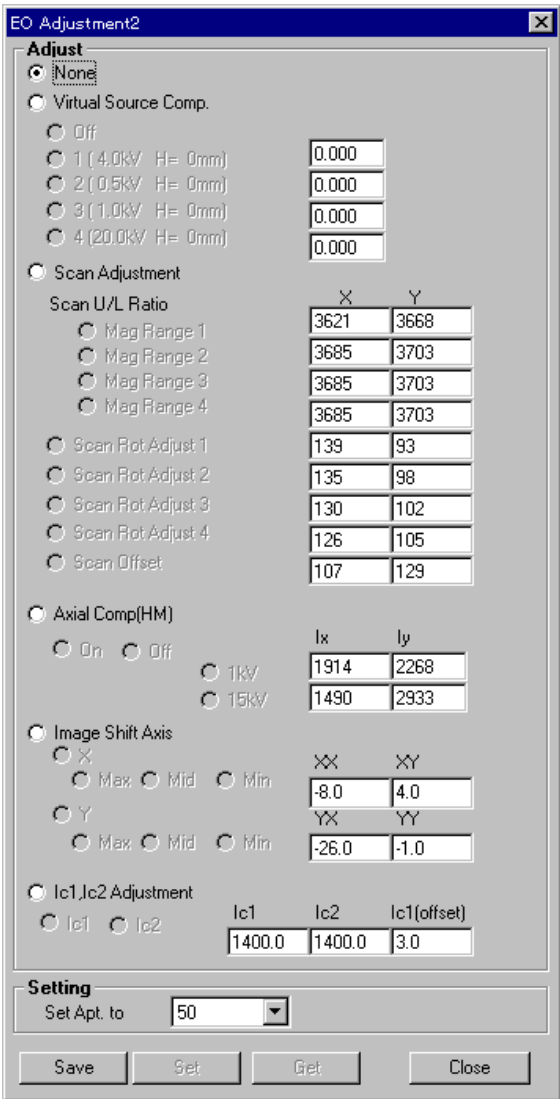 EO Adjustment2
Adjust
None
Virtual Source Comp.
Off
1 ( 4.0kV H= 0mm) 0.000
2 ( 0.5kV H= 0mm) 0.000
3 ( 1.0kV H= 0mm) 0.000
4 (20.0kV H= 0mm) 0.000
Scan Adjustment
Scan U/L Ratio X Y
Mag Range 1 3621 3668
Mag Range 2 3685 3703
Mag Range 3 3685 3703
Mag Range 4 3685 3703
Scan Rot Adjust 1 139 93
Scan Rot Adjust 2 135 98
Scan Rot Adjust 3 130 102
Scan Rot Adjust 4 126 105
Scan Offset 107 129
Axial Comp(HM)
Ix Iy
On Off
1kV 1914 2268
15kV 1490 2933
Image Shift Axis
X XX XY
Max Mid Min -8.0 4.0
Y YX YY
Max Mid Min -26.0 -1.0
Ic1,Ic2 Adjustment
Ic1 Ic2 Ic1(offset)
Ic1 Ic2 1400.0 1400.0 3.0
Setting
Set Apt. to 50
Save Set Get Close